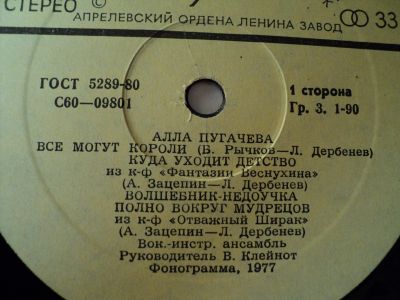 СТЕРЕО
АПРЕЛЕВСКИЙ ОРДЕНА ЛЕНИНА ЗАВОД
33
ГОСТ 5289-80
С60—09801
1 сторона
Гр. 3. 1-90
АЛЛА ПУГАЧЕВА
ВСЕ МОГУТ КОРОЛИ (Б. Рычков—Л. Дербенев)
КУДА УХОДИТ ДЕТСТВО
из к-ф «Фантазии Веснухина»
(А. Зацепин—Л. Дербенев)
ВОЛШЕБНИК-НЕДОУЧКА
ПОЛНО ВОКРУГ МУДРЕЦОВ
из к-ф «Отважный Ширак»
(А. Зацепин—Л. Дербенев)
Вок.-инстр. ансамбль
Руководитель В. Клейнот
Фонограмма, 1977